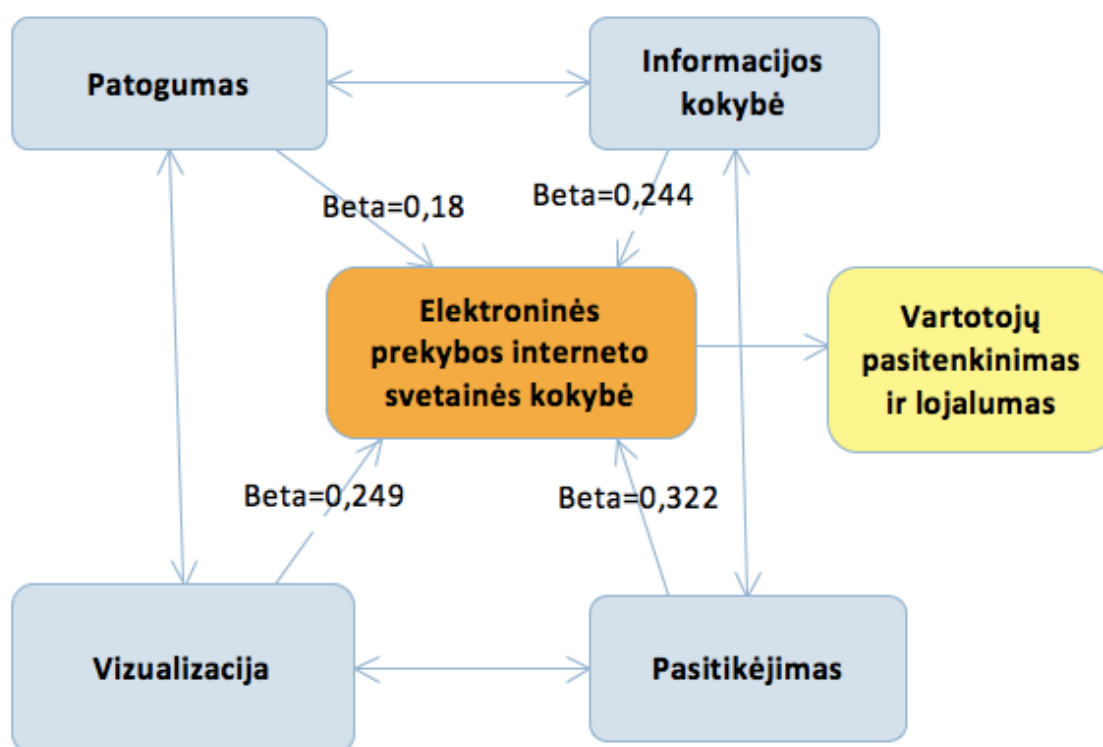 Patogumas
Informacijos
kokybė
Beta=0,18
Beta=0,244
Elektroninės
prekybos interneto
svetainės kokybė
Vartotojų
pasitenkinimas
ir lojalumas
Beta=0,249
Beta=0,322
Vizualizacija
Pasitikėjimas